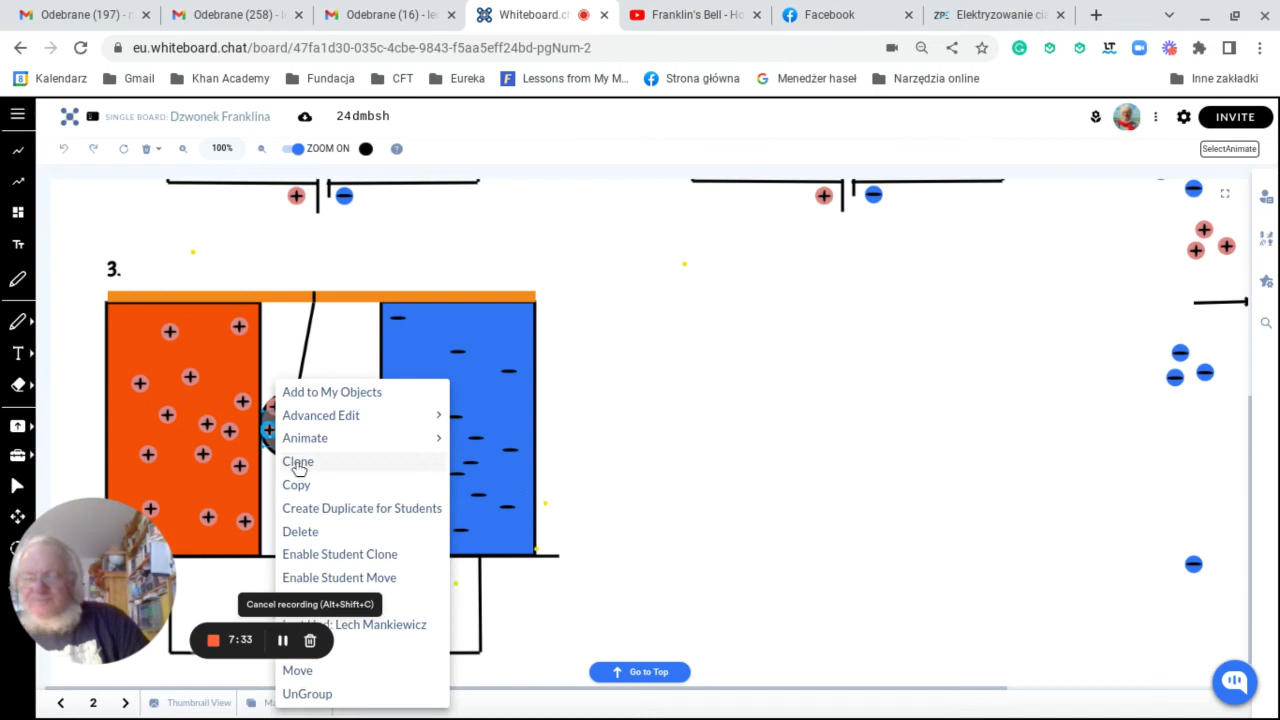 Odebrane (197) - n
Odebrane (258) - le
Odebrane (16) - lec
Whiteboard.ch
Franklin's Bell - Ho
Facebook
Elektryzowanie cia
eu.whiteboard.chat/board/47fa1d30-035c-4cbe-9843-f5aa5eff24bd-pgNum-2
Kalendarz
Gmail
Khan Academy
Fundacja
CFT
Eureka
Lessons from My M...
Strona główna
Menedżer haseł
Narzędzia online
Inne zakładki
SINGLE BOARD: Dzwonek Franklina
24dmbsh
INVITE
100%
ZOOM ON
SelectAnimate
3.
Add to My Objects
Advanced Edit
Animate
Clone
Copy
Create Duplicate for Students
Delete
Enable Student Clone
Enable Student Move
Cancel recording (Alt+Shift+C)
: Lech Mankiewicz
7:33
Move
UnGroup
Go to Top
2
Thumbnail View